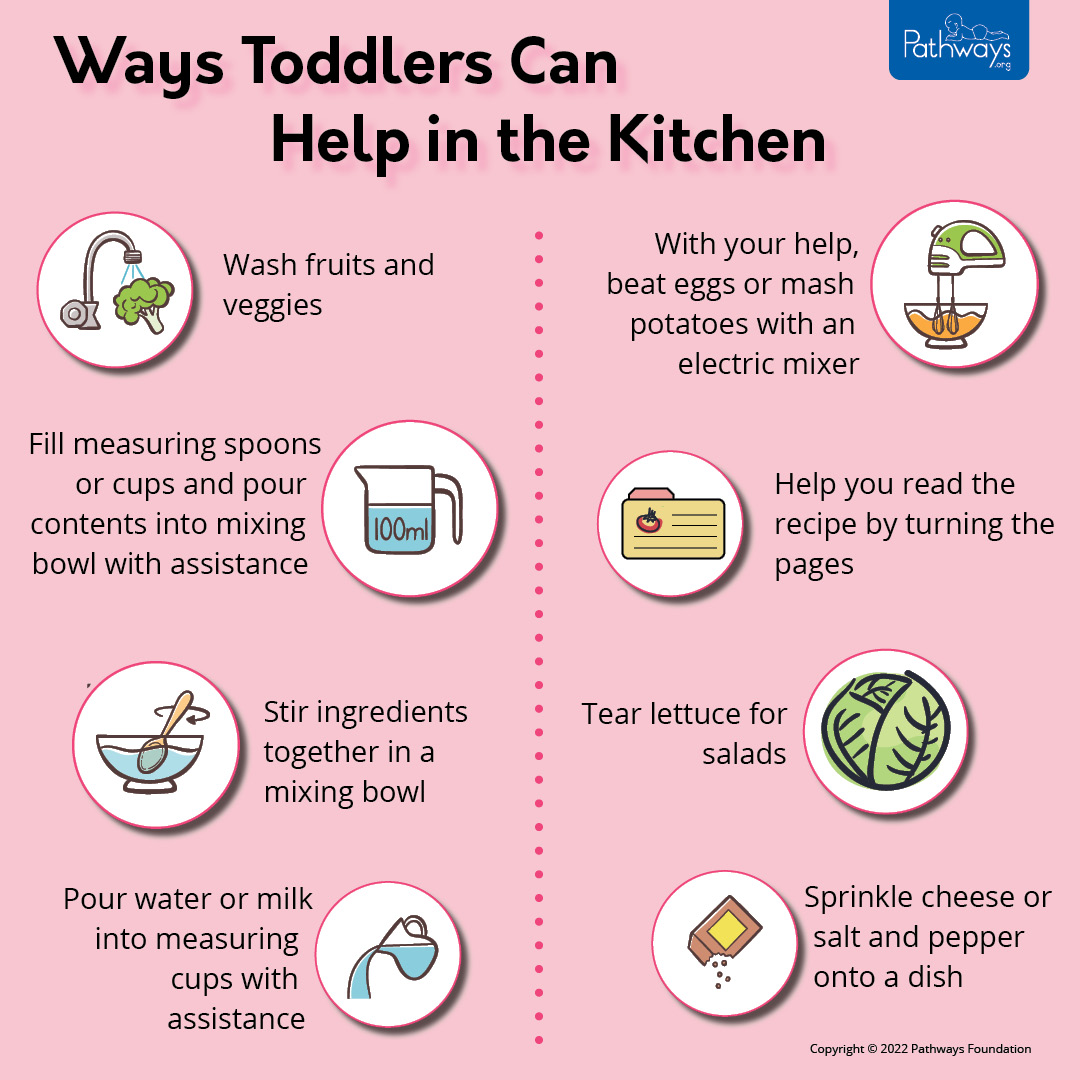 Ways Toddlers Can
Help in the Kitchen
Pathways
.org
Wash fruits and
veggies
Fill measuring spoons
or cups and pour
contents into mixing
bowl with assistance
100ml
Stir ingredients
together in a
mixing bowl
Pour water or milk
into measuring
cups with
assistance
With your help,
beat eggs or mash
potatoes with an
electric mixer
Help you read the
recipe by turning the
pages
Tear lettuce for
salads
Sprinkle cheese or
salt and pepper
onto a dish
Copyright © 2022 Pathways Foundation